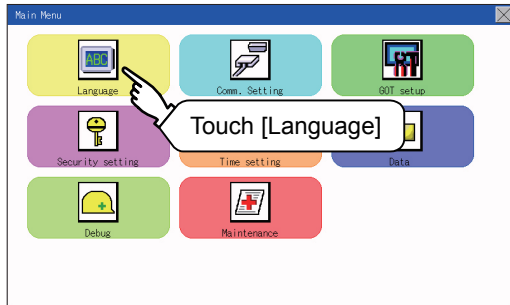 Main Menu
ABC
Language
Comm. Setting
GOT setup
Touch [Language]
Security setting
Time setting
Data
Debug
Maintenance